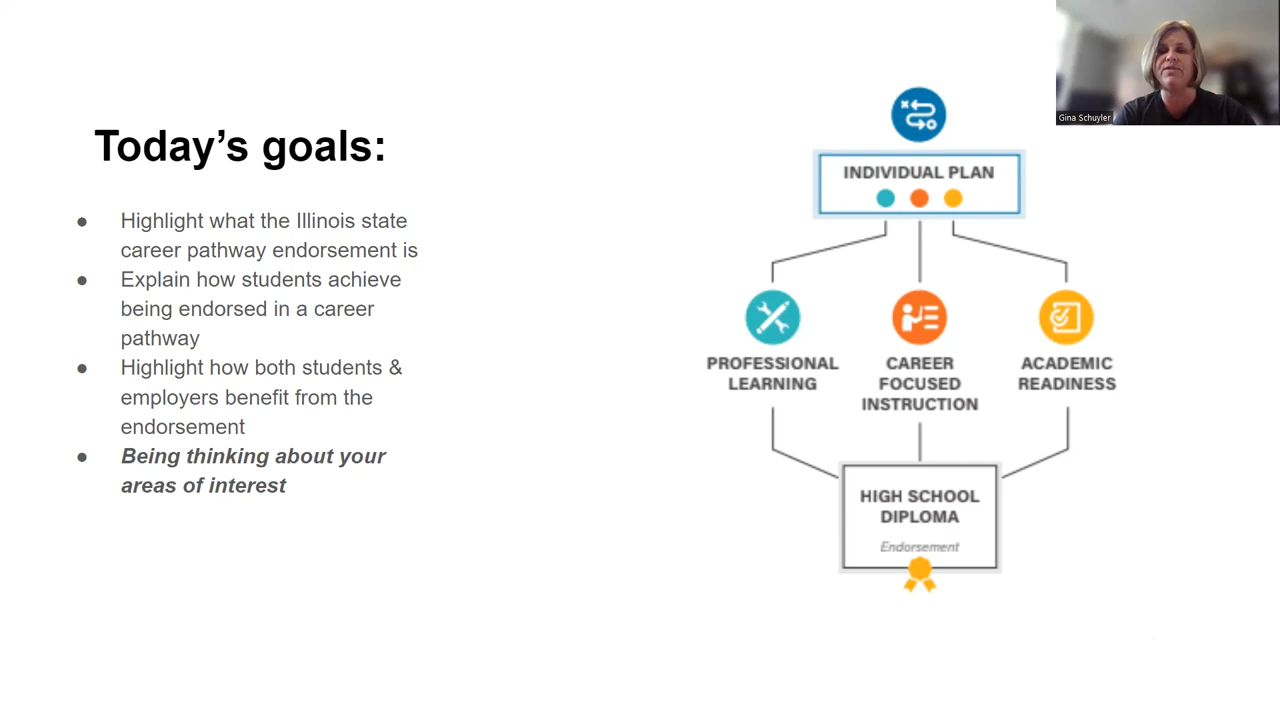 Today’s goals:
● Highlight what the Illinois state
career pathway endorsement is
● Explain how students achieve
being endorsed in a career
pathway
● Highlight how both students &
employers benefit from the
endorsement
● Being thinking about your
areas of interest
INDIVIDUAL PLAN
PROFESSIONAL
LEARNING
CAREER
FOCUSED
INSTRUCTION
ACADEMIC
READINESS
HIGH SCHOOL
DIPLOMA
Endorsement
Gina Schuyler